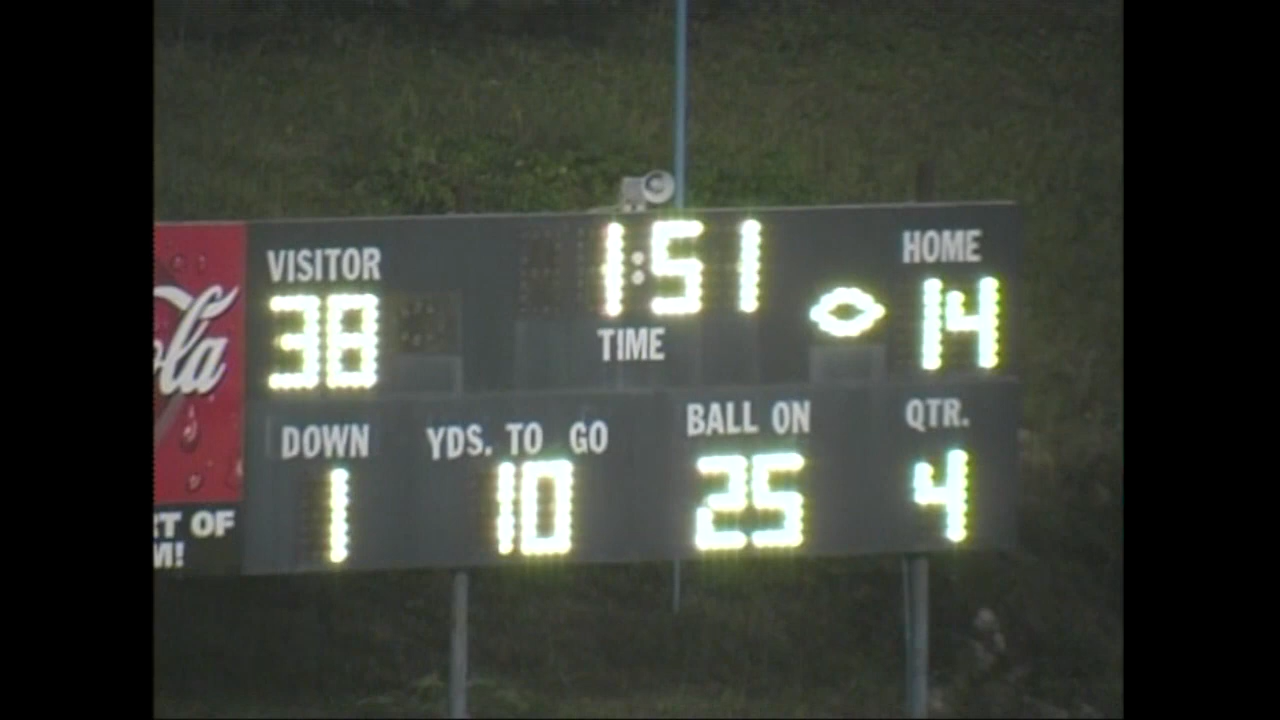 VISITOR
1:51
HOME
38
TIME
14
DOWN
YDS. TO GO
BALL ON
QTR.
1
10
25
4
la
T OF
M!